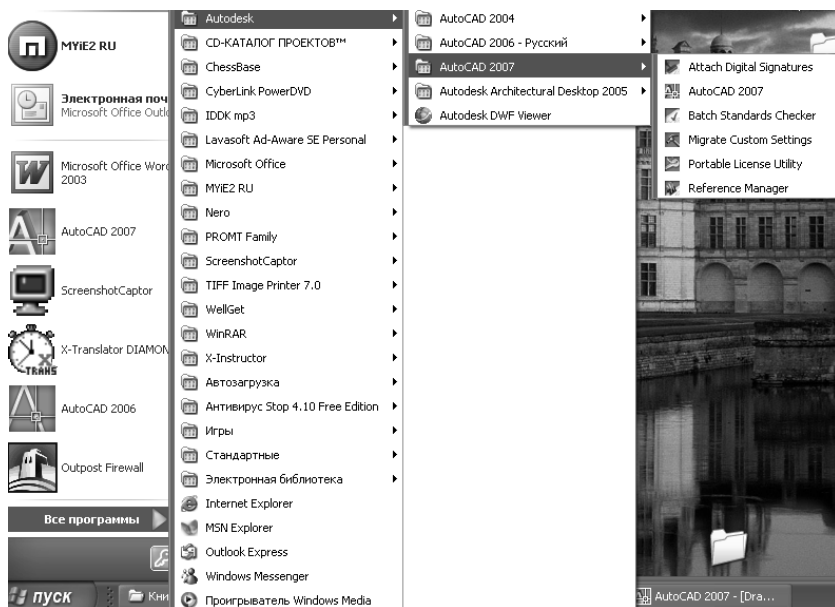 MYiE2 RU
Электронная поч
Microsoft Office Outlo
Microsoft Office Word
2003
AutoCAD 2007
ScreenshotCaptor
X-Translator DIAMON
AutoCAD 2006
Outpost Firewall
Все программы
пуск
Кни
Autodesk
CD-КАТАЛОГ ПРОЕКТОВ™
ChessBase
CyberLink PowerDVD
IDDK mp3
Lavasoft Ad-Aware SE Personal
Microsoft Office
MYiE2 RU
Nero
PROMT Family
ScreenshotCaptor
TIFF Image Printer 7.0
WellGet
WinRAR
X-Instructor
Автозагрузка
Антивирус Stop 4.10 Free Edition
Игры
Стандартные
Электронная библиотека
Internet Explorer
MSN Explorer
Outlook Express
Windows Messenger
Проигрыватель Windows Media
AutoCAD 2004
AutoCAD 2006 - Русский
AutoCAD 2007
Autodesk Architectural Desktop 2005
Autodesk DWF Viewer
Attach Digital Signatures
AutoCAD 2007
Batch Standards Checker
Migrate Custom Settings
Portable License Utility
Reference Manager
AutoCAD 2007 - [Dra...